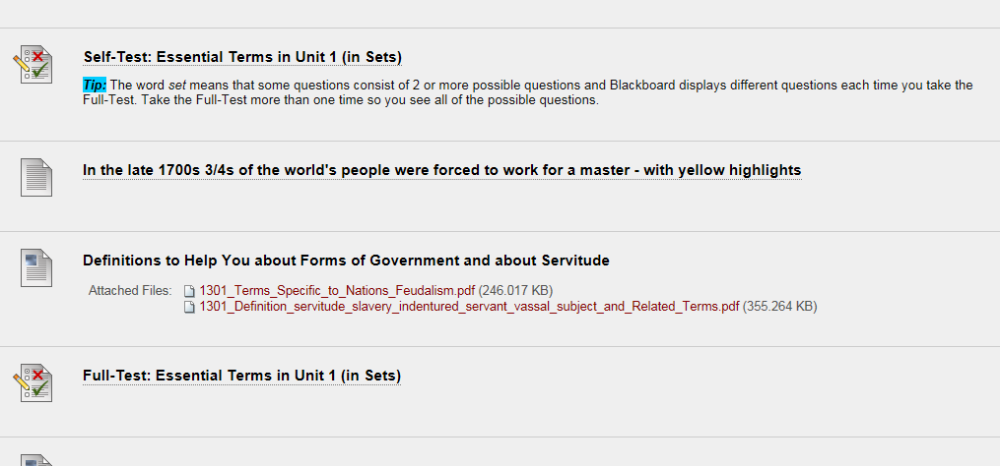 Self-Test: Essential Terms in Unit 1 (in Sets)
Tip: The word set means that some questions consist of 2 or more possible questions and Blackboard displays different questions each time you take the
Full-Test. Take the Full-Test more than one time so you see all of the possible questions.
In the late 1700s 3/4s of the world's people were forced to work for a master - with yellow highlights
Definitions to Help You about Forms of Government and about Servitude
Attached Files: 1301_Terms_Specific_to_Nations_Feudalism.pdf (246.017 KB)
1301_Definition_servitude_slavery_indentured_servant_vassal_subject_and_Related_Terms.pdf (355.264 KB)
Full-Test: Essential Terms in Unit 1 (in Sets)